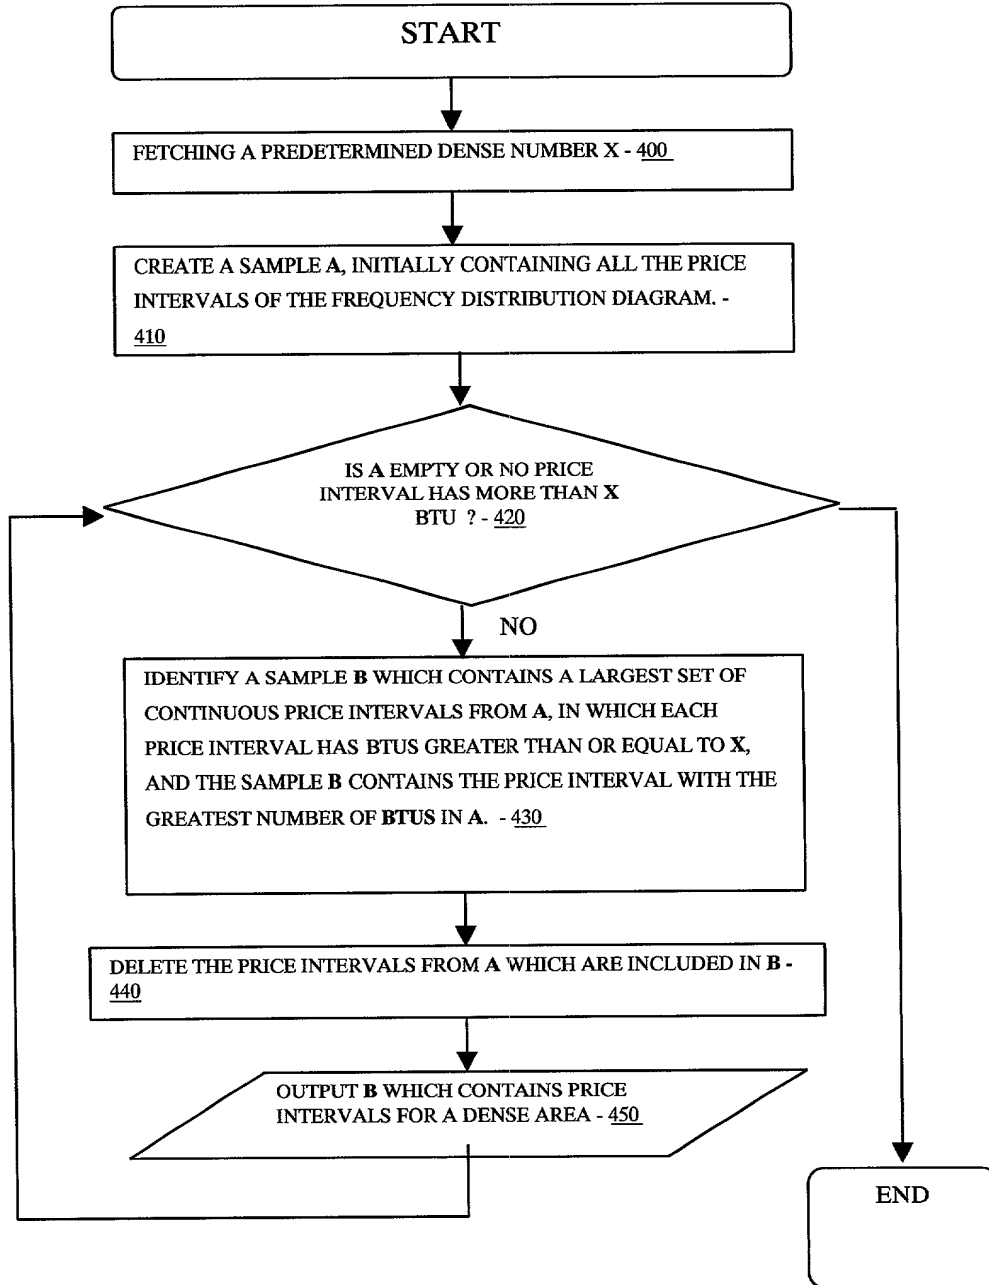 START
FETCHING A PREDETERMINED DENSE NUMBER X - 400
CREATE A SAMPLE A, INITIALLY CONTAINING ALL THE PRICE
INTERVALS OF THE FREQUENCY DISTRIBUTION DIAGRAM. -
410
IS A EMPTY OR NO PRICE
INTERVAL HAS MORE THAN X
BTU ? - 420
NO
IDENTIFY A SAMPLE B WHICH CONTAINS A LARGEST SET OF
CONTINUOUS PRICE INTERVALS FROM A, IN WHICH EACH
PRICE INTERVAL HAS BTUS GREATER THAN OR EQUAL TO X,
AND THE SAMPLE B CONTAINS THE PRICE INTERVAL WITH THE
GREATEST NUMBER OF BTUS IN A. - 430
DELETE THE PRICE INTERVALS FROM A WHICH ARE INCLUDED IN B -
440
OUTPUT B WHICH CONTAINS PRICE
INTERVALS FOR A DENSE AREA - 450
END